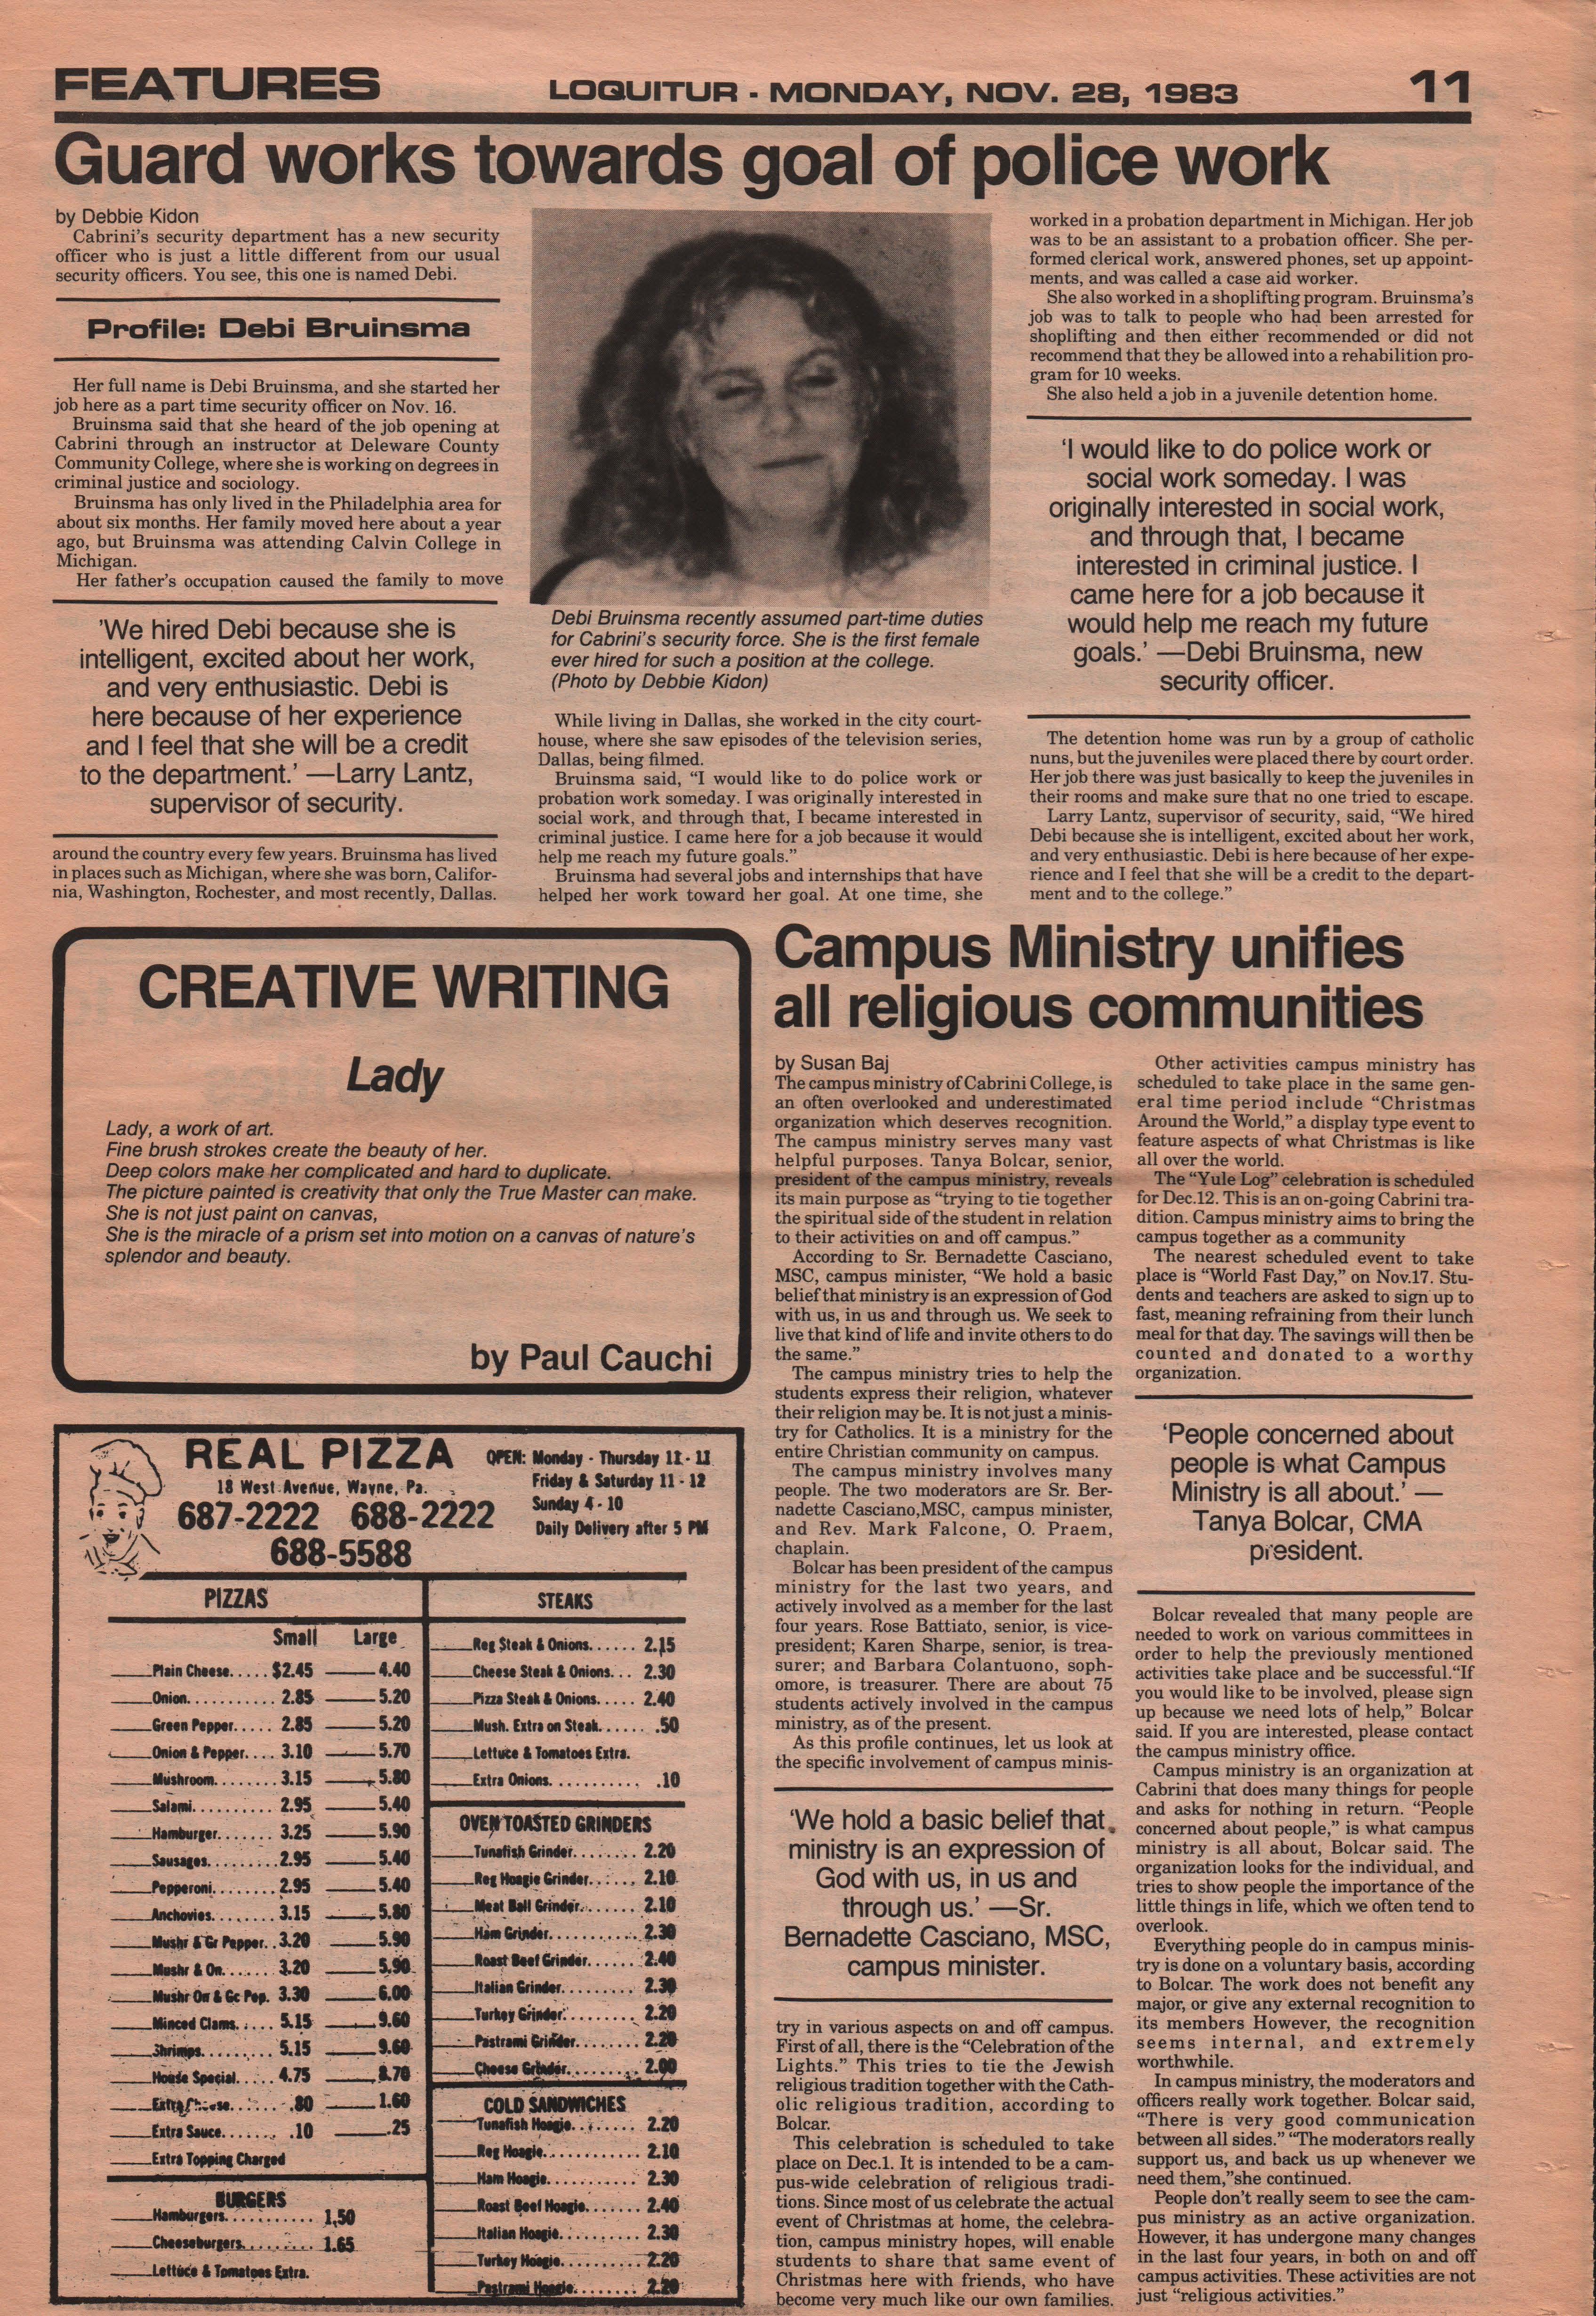 FEATURES
LOQUITUR - MONDAY, NOV. 28, 1983
11
Guard works towards goal of police work
by Debbie Kidon
Cabrini's security department has a new security
officer who is just a little different from our usual
security officers. You see, this one is named Debi.
Profile: Debi Bruinsma
Her full name is Debi Bruinsma, and she started her
job here as a part time security officer on Nov. 16.
Bruinsma said that she heard of the job opening at
Cabrini through an instructor at Deleware County
Community College, where she is working on degrees in
criminal justice and sociology.
Bruinsma has only lived in the Philadelphia area for
about six months. Her family moved here about a year
ago, but Bruinsma was attending Calvin College in
Michigan.
Her father's occupation caused the family to move
'We hired Debi because she is
intelligent, excited about her work,
and very enthusiastic. Debi is
here because of her experience
and I feel that she will be a credit
to the department.' —Larry Lantz,
supervisor of security.
around the country every few years. Bruinsma has lived
in places such as Michigan, where she was born, Califor-
nia, Washington, Rochester, and most recently, Dallas.
Debi Bruinsma recently assumed part-time duties
for Cabrini's security force. She is the first female
ever hired for such a position at the college.
(Photo by Debbie Kidon)
While living in Dallas, she worked in the city court-
house, where she saw episodes of the television series,
Dallas, being filmed.
Bruinsma said, "I would like to do police work or
probation work someday. I was originally interested in
social work, and through that, I became interested in
criminal justice. I came here for a job because it would
help me reach my future goals."
Bruinsma had several jobs and internships that have
helped her work toward her goal. At one time, she
worked in a probation department in Michigan. Her job
was to be an assistant to a probation officer. She per-
formed clerical work, answered phones, set up appoint-
ments, and was called a case aid worker.
She also worked in a shoplifting program. Bruinsma's
job was to talk to people who had been arrested for
shoplifting and then either recommended or did not
recommend that they be allowed into a rehabilition pro-
gram for 10 weeks.
She also held a job in a juvenile detention home.
'I would like to do police work or
social work someday. I was
originally interested in social work,
and through that, I became
interested in criminal justice. I
came here for a job because it
would help me reach my future
goals.' —Debi Bruinsma, new
security officer.
The detention home was run by a group of catholic
nuns, but the juveniles were placed there by court order.
Her job there was just basically to keep the juveniles in
their rooms and make sure that no one tried to escape.
Larry Lantz, supervisor of security, said, "We hired
Debi because she is intelligent, excited about her work,
and very enthusiastic. Debi is here because of her expe-
rience and I feel that she will be a credit to the depart-
ment and to the college."
CREATIVE WRITING
Lady
Lady, a work of art.
Fine brush strokes create the beauty of her.
Deep colors make her complicated and hard to duplicate.
The picture painted is creativity that only the True Master can make.
She is not just paint on canvas,
She is the miracle of a prism set into motion on a canvas of nature's
splendor and beauty.
by Paul Cauchi
REAL PIZZA
18 West Avenue, Wayne, Pa.
687-2222 688-2222
688-5588
OPEN: Monday - Thursday 11 - 11
Friday & Saturday 11 - 12
Sunday 4 - 10
Daily Delivery after 5 PM
PIZZAS
Small Large
Plain Cheese..... $2.45 4.40
Onion........... 2.85 5.20
Green Pepper..... 2.85 5.20
Onion & Pepper.... 3.10 5.70
Mushroom........ 3.15 5.80
Salami.......... 2.95 5.40
Hamburger....... 3.25 5.90
Sausages......... 2.95 5.40
Pepperoni........ 2.95 5.40
Anchovies........ 3.15 5.80
Mushr & Gr Pepper.. 3.20 5.90
Mushr & On....... 3.20 5.90
Mushr On & Gc Pep. 3.30 6.00
Minced Clams..... 5.15 9.60
Shrimps......... 5.15 9.60
House Special..... 4.75 8.70
Extra Cheese....... .80 1.60
Extra Sauce....... .10 .25
Extra Topping Charged
BURGERS
Hamburgers.......... 1.50
Cheeseburgers........ 1.65
Lettuce & Tomatoes Extra.
STEAKS
Reg Steak & Onions...... 2.15
Cheese Steak & Onions... 2.30
Pizza Steak & Onions..... 2.40
Mush. Extra on Steak...... .50
Lettuce & Tomatoes Extra.
Extra Onions........... .10
OVEN TOASTED GRINDERS
Tunafish Grinder........ 2.20
Reg Hoagie Grinder...... 2.10
Meat Ball Grinder....... 2.10
Ham Grinder........... 2.30
Roast Beef Grinder...... 2.40
Italian Grinder......... 2.30
Turkey Grinder......... 2.20
Pastrami Grinder....... 2.20
Cheese Grinder......... 2.00
COLD SANDWICHES
Tunafish Hoagie........ 2.20
Reg Hoagie............ 2.10
Ham Hoagie........... 2.30
Roast Beef Hoagie....... 2.40
Italian Hoagie.......... 2.30
Turkey Hoagie.......... 2.20
Pastrami Hoagie........ 2.20
Campus Ministry unifies
all religious communities
by Susan Baj
The campus ministry of Cabrini College, is
an often overlooked and underestimated
organization which deserves recognition.
The campus ministry serves many vast
helpful purposes. Tanya Bolcar, senior,
president of the campus ministry, reveals
its main purpose as "trying to tie together
the spiritual side of the student in relation
to their activities on and off campus."
According to Sr. Bernadette Casciano,
MSC, campus minister, "We hold a basic
belief that ministry is an expression of God
with us, in us and through us. We seek to
live that kind of life and invite others to do
the same."
The campus ministry tries to help the
students express their religion, whatever
their religion may be. It is not just a minis-
try for Catholics. It is a ministry for the
entire Christian community on campus.
The campus ministry involves many
people. The two moderators are Sr. Ber-
nadette Casciano,MSC, campus minister,
and Rev. Mark Falcone, O. Praem,
chaplain.
Bolcar has been president of the campus
ministry for the last two years, and
actively involved as a member for the last
four years. Rose Battiato, senior, is vice-
president; Karen Sharpe, senior, is trea-
surer; and Barbara Colantuono, soph-
omore, is treasurer. There are about 75
students actively involved in the campus
ministry, as of the present.
As this profile continues, let us look at
the specific involvement of campus minis-
'We hold a basic belief that
ministry is an expression of
God with us, in us and
through us.' —Sr.
Bernadette Casciano, MSC,
campus minister.
try in various aspects on and off campus.
First of all, there is the "Celebration of the
Lights." This tries to tie the Jewish
religious tradition together with the Cath-
olic religious tradition, according to
Bolcar.
This celebration is scheduled to take
place on Dec.1. It is intended to be a cam-
pus-wide celebration of religious tradi-
tions. Since most of us celebrate the actual
event of Christmas at home, the celebra-
tion, campus ministry hopes, will enable
students to share that same event of
Christmas here with friends, who have
become very much like our own families.
Other activities campus ministry has
scheduled to take place in the same gen-
eral time period include "Christmas
Around the World," a display type event to
feature aspects of what Christmas is like
all over the world.
The "Yule Log" celebration is scheduled
for Dec.12. This is an on-going Cabrini tra-
dition. Campus ministry aims to bring the
campus together as a community
The nearest scheduled event to take
place is "World Fast Day," on Nov.17. Stu-
dents and teachers are asked to sign up to
fast, meaning refraining from their lunch
meal for that day. The savings will then be
counted and donated to a worthy
organization.
'People concerned about
people is what Campus
Ministry is all about.' —
Tanya Bolcar, CMA
president.
Bolcar revealed that many people are
needed to work on various committees in
order to help the previously mentioned
activities take place and be successful."If
you would like to be involved, please sign
up because we need lots of help," Bolcar
said. If you are interested, please contact
the campus ministry office.
Campus ministry is an organization at
Cabrini that does many things for people
and asks for nothing in return. "People
concerned about people," is what campus
ministry is all about, Bolcar said. The
organization looks for the individual, and
tries to show people the importance of the
little things in life, which we often tend to
overlook.
Everything people do in campus minis-
try is done on a voluntary basis, according
to Bolcar. The work does not benefit any
major, or give any external recognition to
its members However, the recognition
seems internal, and extremely
worthwhile.
In campus ministry, the moderators and
officers really work together. Bolcar said,
"There is very good communication
between all sides." "The moderators really
support us, and back us up whenever we
need them,"she continued.
People don't really seem to see the cam-
pus ministry as an active organization.
However, it has undergone many changes
in the last four years, in both on and off
campus activities. These activities are not
just "religious activities."